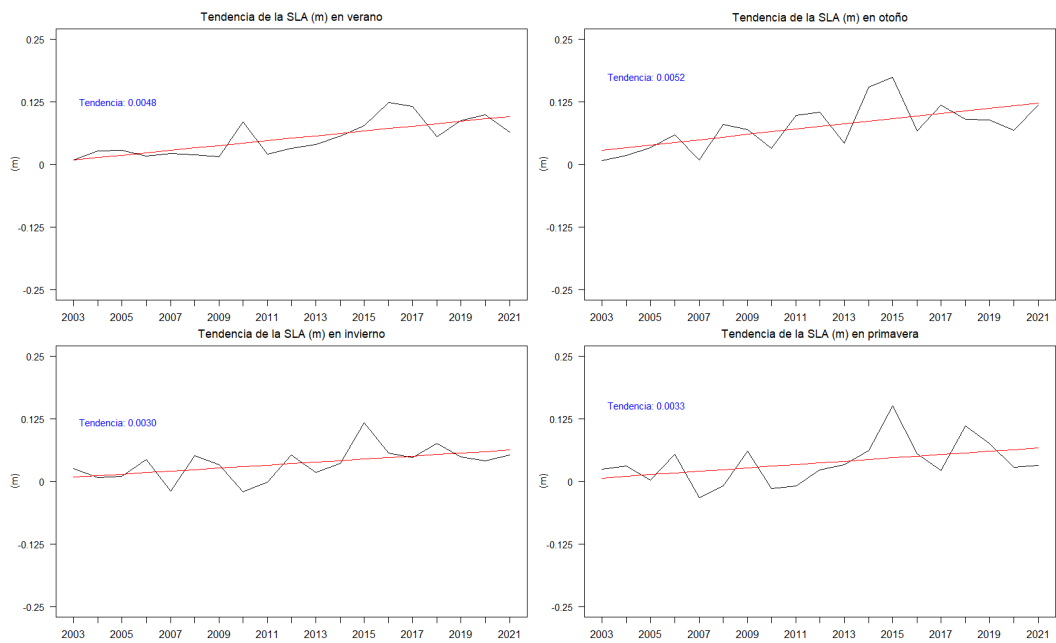 Tendencia de la SLA (m) en verano
0.25
0.125
0
-0.125
-0.25
(m)
Tendencia: 0.0048
2003 2005 2007 2009 2011 2013 2015 2017 2019 2021
Tendencia de la SLA (m) en otoño
0.25
0.125
0
-0.125
-0.25
(m)
Tendencia: 0.0052
2003 2005 2007 2009 2011 2013 2015 2017 2019 2021
Tendencia de la SLA (m) en invierno
0.25
0.125
0
-0.125
-0.25
(m)
Tendencia: 0.0030
2003 2005 2007 2009 2011 2013 2015 2017 2019 2021
Tendencia de la SLA (m) en primavera
0.25
0.125
0
-0.125
-0.25
(m)
Tendencia: 0.0033
2003 2005 2007 2009 2011 2013 2015 2017 2019 2021